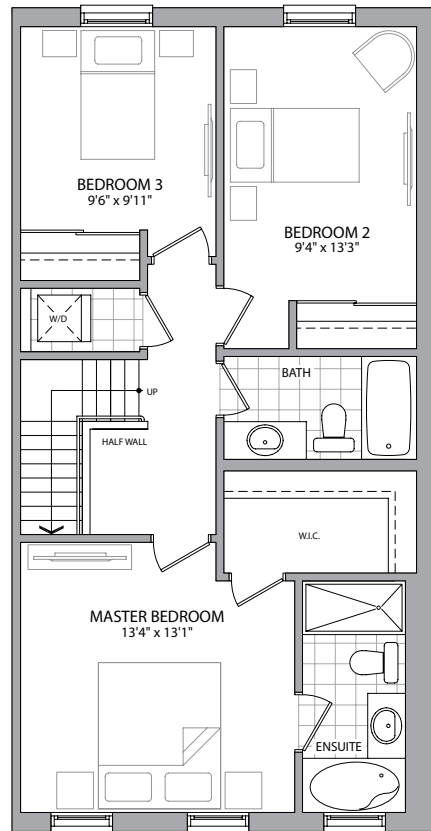 BEDROOM 3
9'6" x 9'11"
BEDROOM 2
9'4" x 13'3"
W/D
BATH
UP
HALF WALL
W.I.C.
MASTER BEDROOM
13'4" x 13'1"
ENSUITE